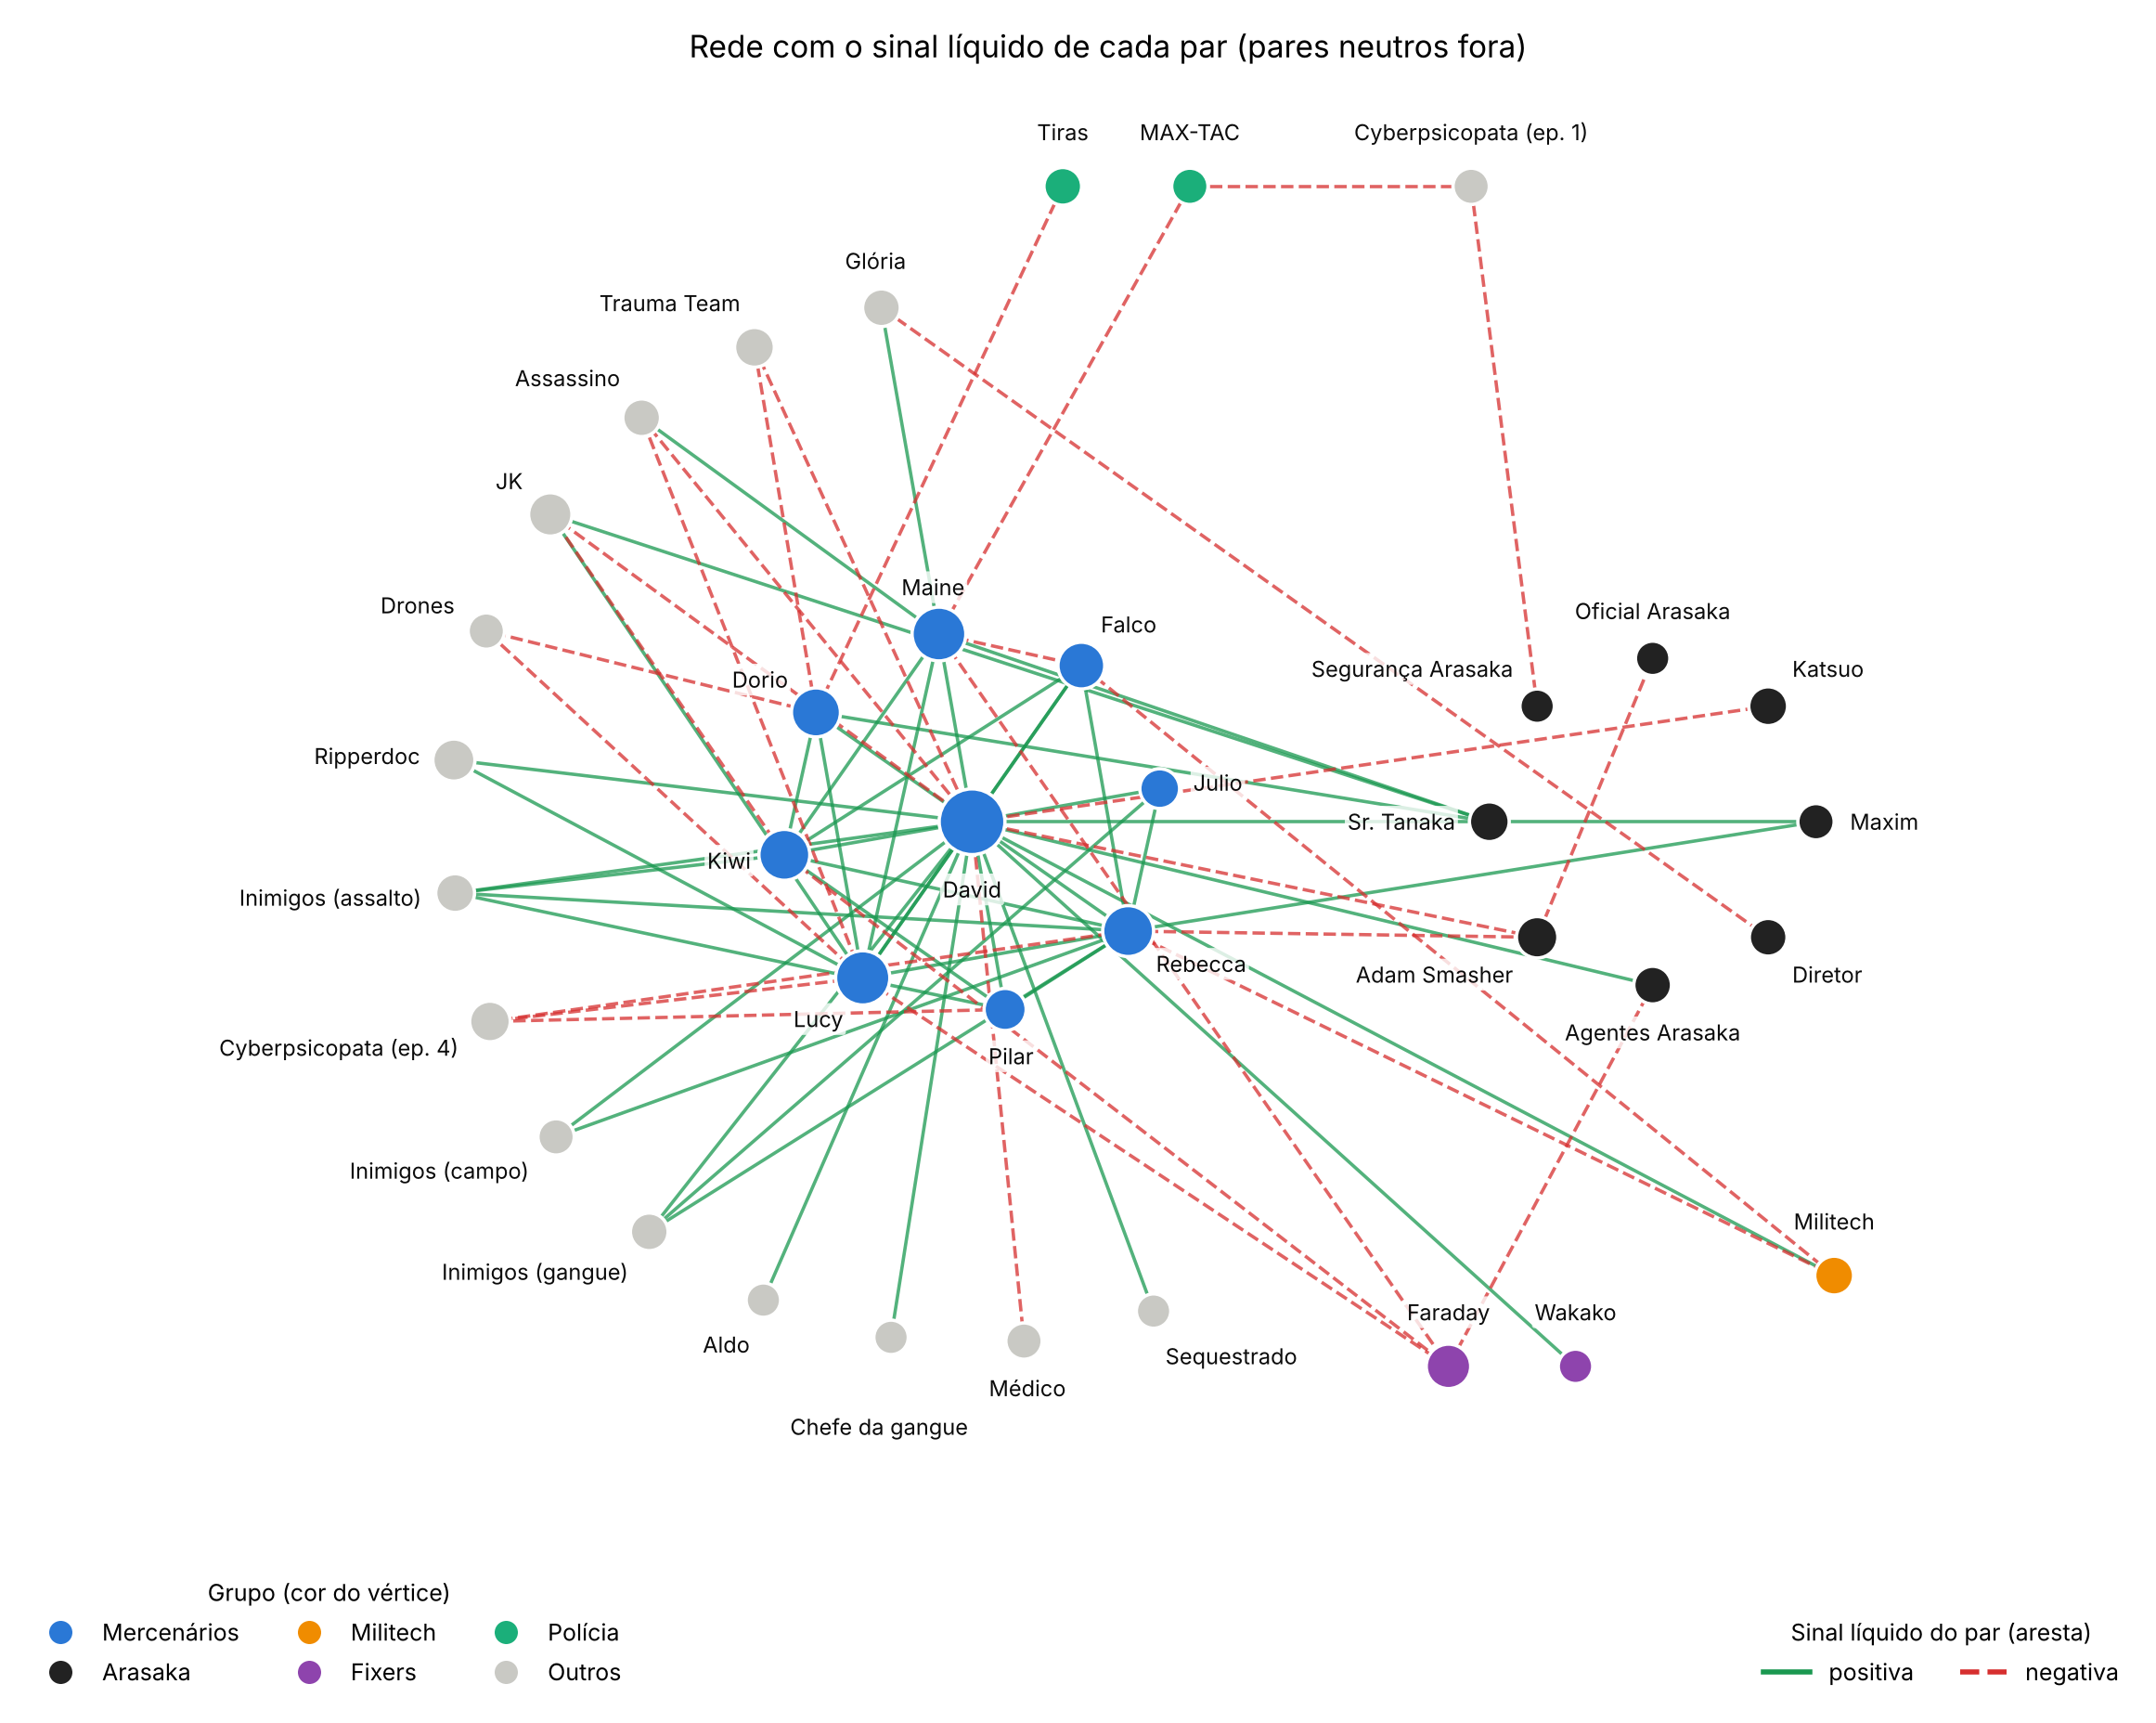 Rede com o sinal líquido de cada par (pares neutros fora)
Tiras
MAX-TAC
Cyberpsicopata (ep. 1)
Glória
Trauma Team
Assassino
JK
Drones
Maine
Falco
Oficial Arasaka
Segurança Arasaka
Katsuo
Dorio
Ripperdoc
Julio
Sr. Tanaka
Maxim
Kiwi
David
Inimigos (assalto)
Rebecca
Adam Smasher
Diretor
Lucy
Agentes Arasaka
Cyberpsicopata (ep. 4)
Pilar
Inimigos (campo)
Militech
Inimigos (gangue)
Faraday
Wakako
Aldo
Sequestrado
Médico
Chefe da gangue
Grupo (cor do vértice)
Mercenários
Militech
Polícia
Arasaka
Fixers
Outros
Sinal líquido do par (aresta)
positiva
negativa